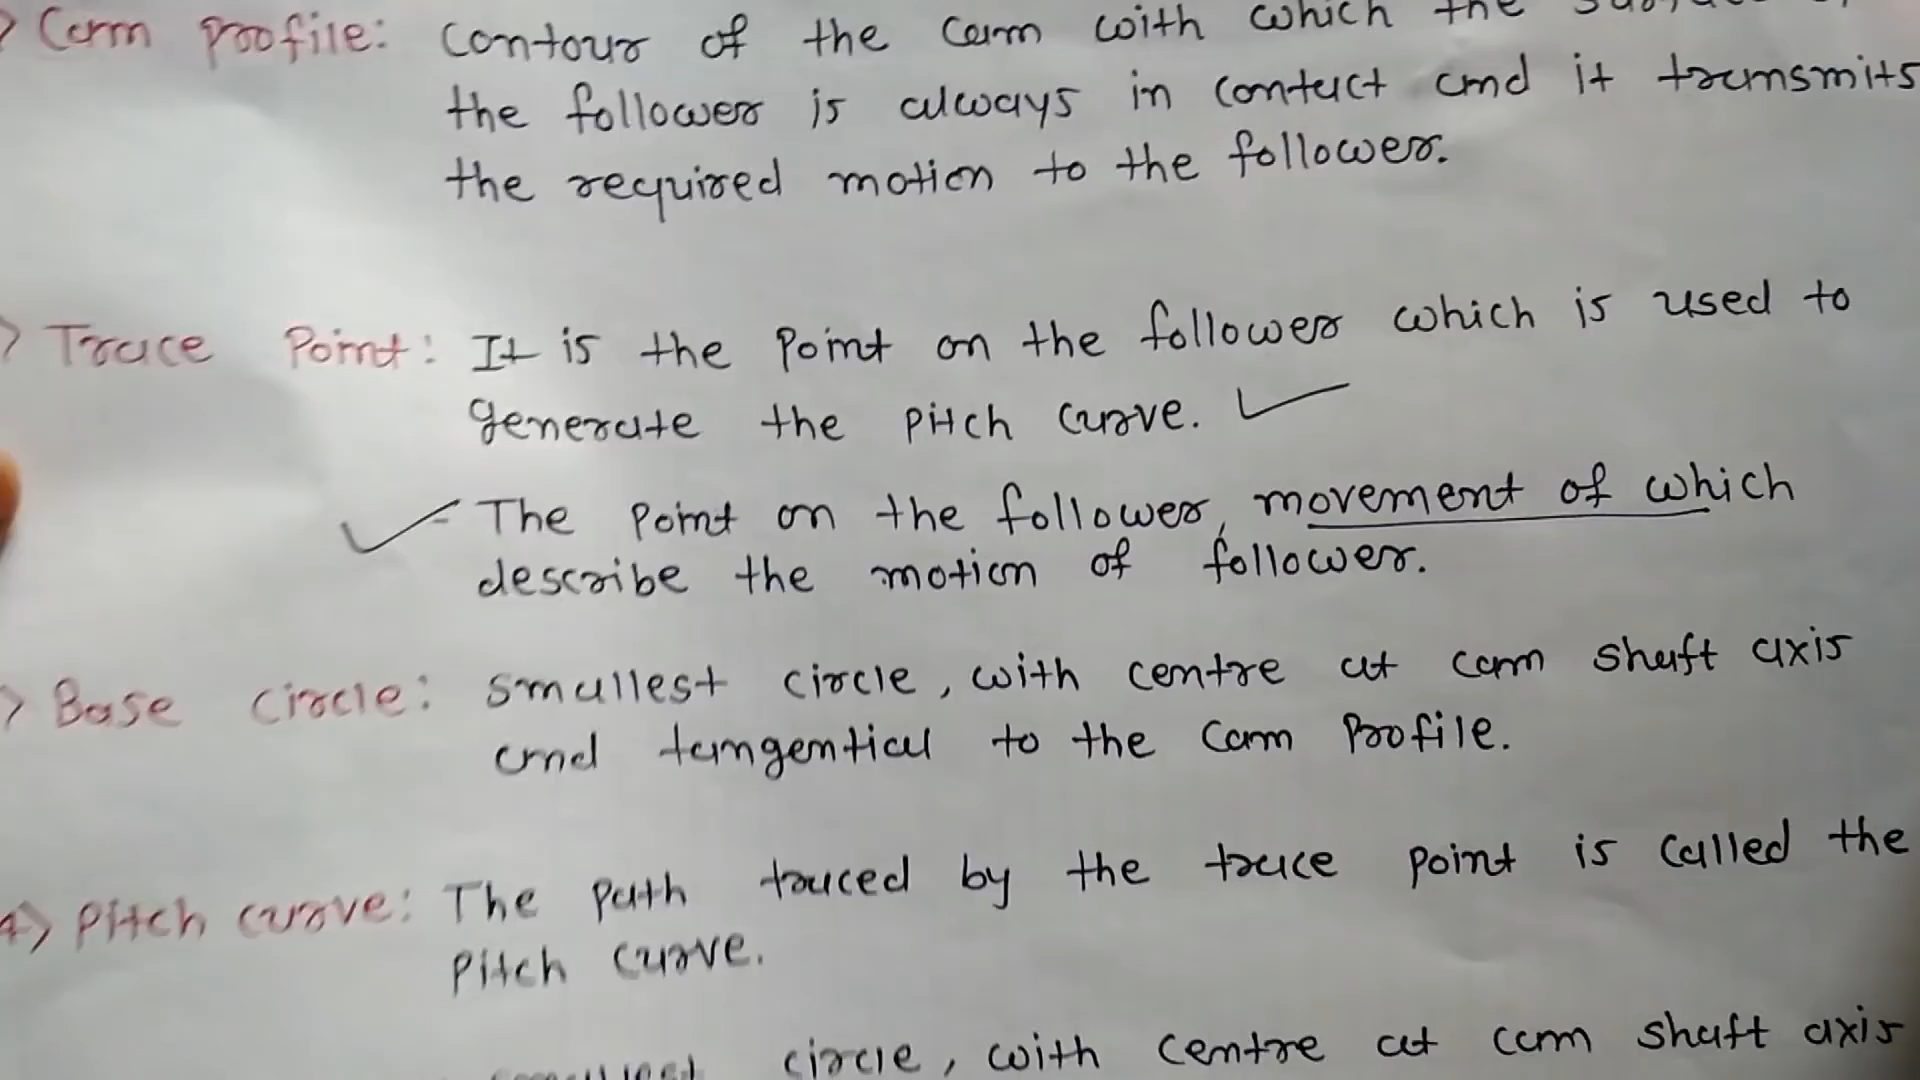 Cam profile: contour of the cam with which the
the follower is always in contact and it transmits
the required motion to the follower.
Trace Point: It is the point on the follower which is used to
generate the pitch curve.
- The point on the follower, movement of which
describe the motion of follower.
Base circle: smallest circle, with centre at cam shaft axis
and tangential to the cam profile.
4) Pitch curve: The path traced by the trace point is called the
pitch curve.
circle, with centre at cam shaft axis